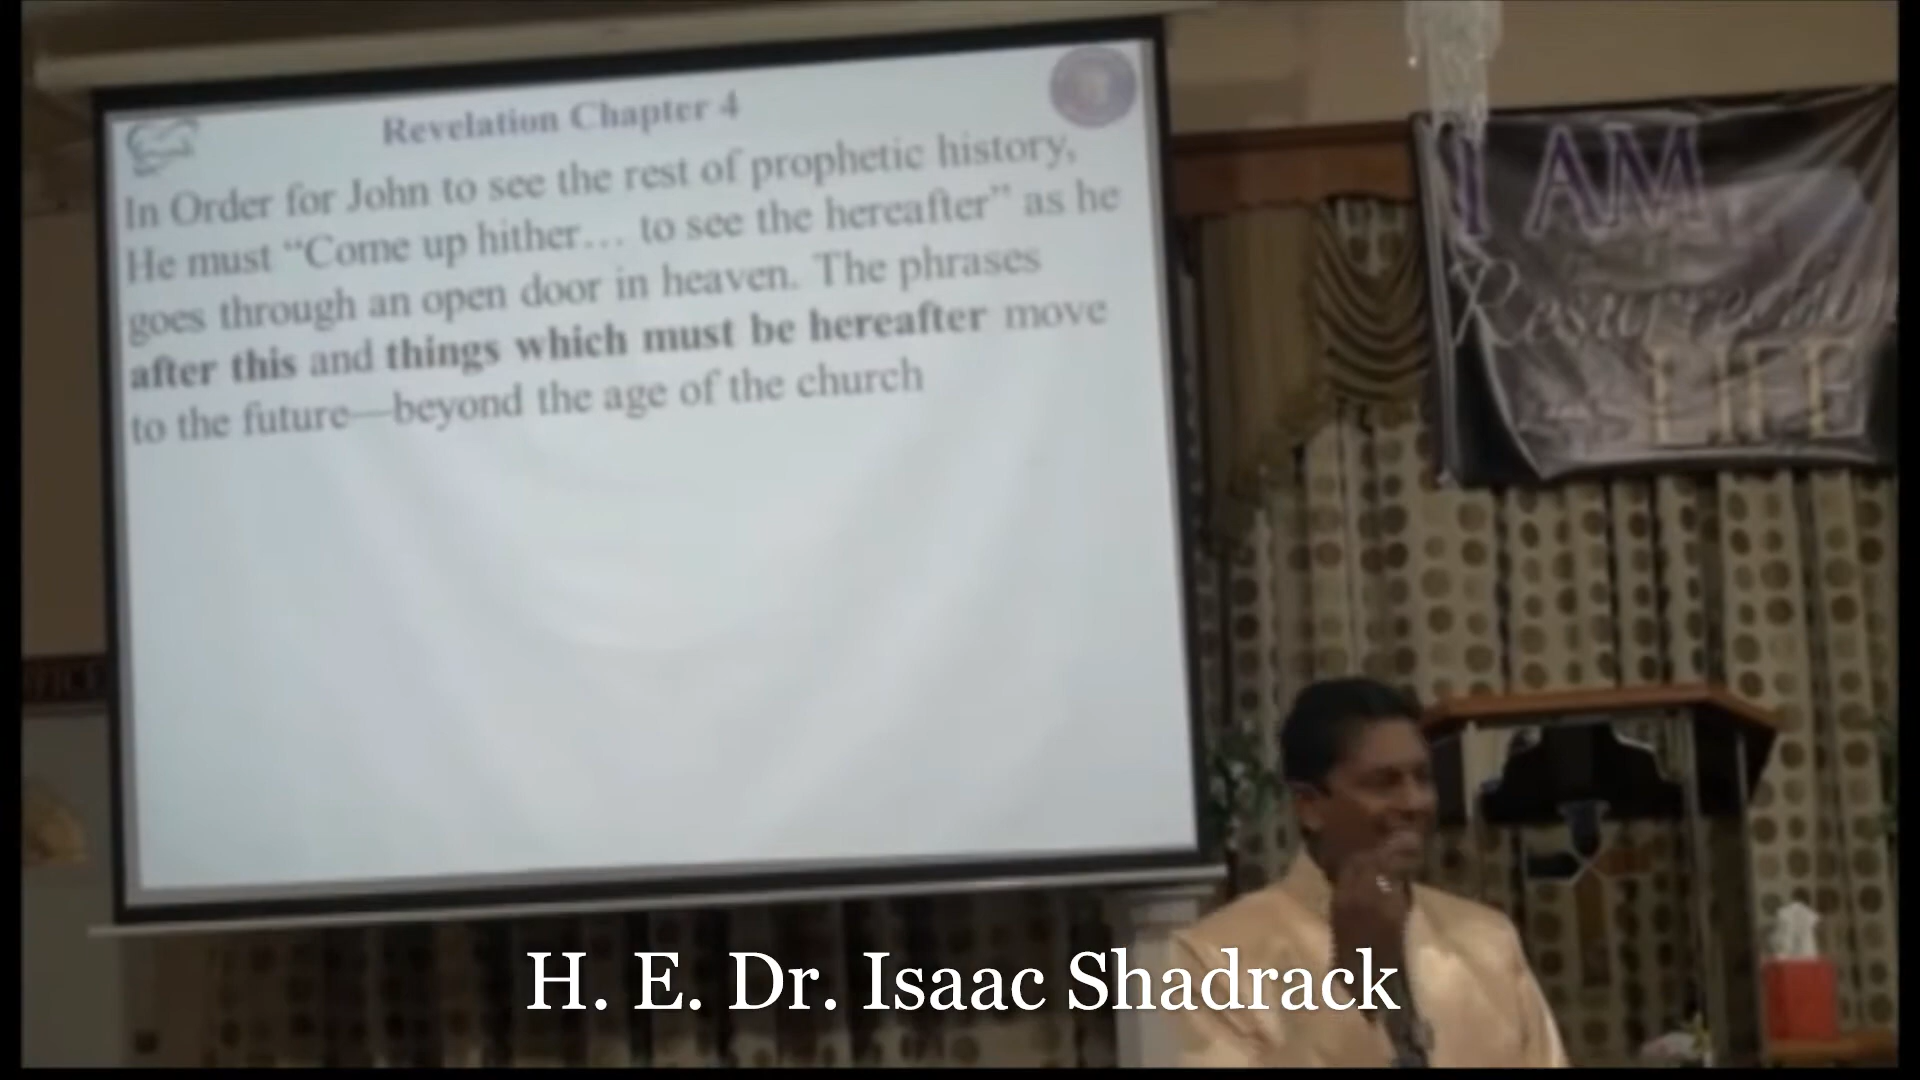 Revelation Chapter 4
In Order for John to see the rest of prophetic history,
He must “Come up hither… to see the hereafter” as he
goes through an open door in heaven. The phrases
after this and things which must be hereafter move
to the future—beyond the age of the church
I AM
Resurrection
LIFE
H. E. Dr. Isaac Shadrack